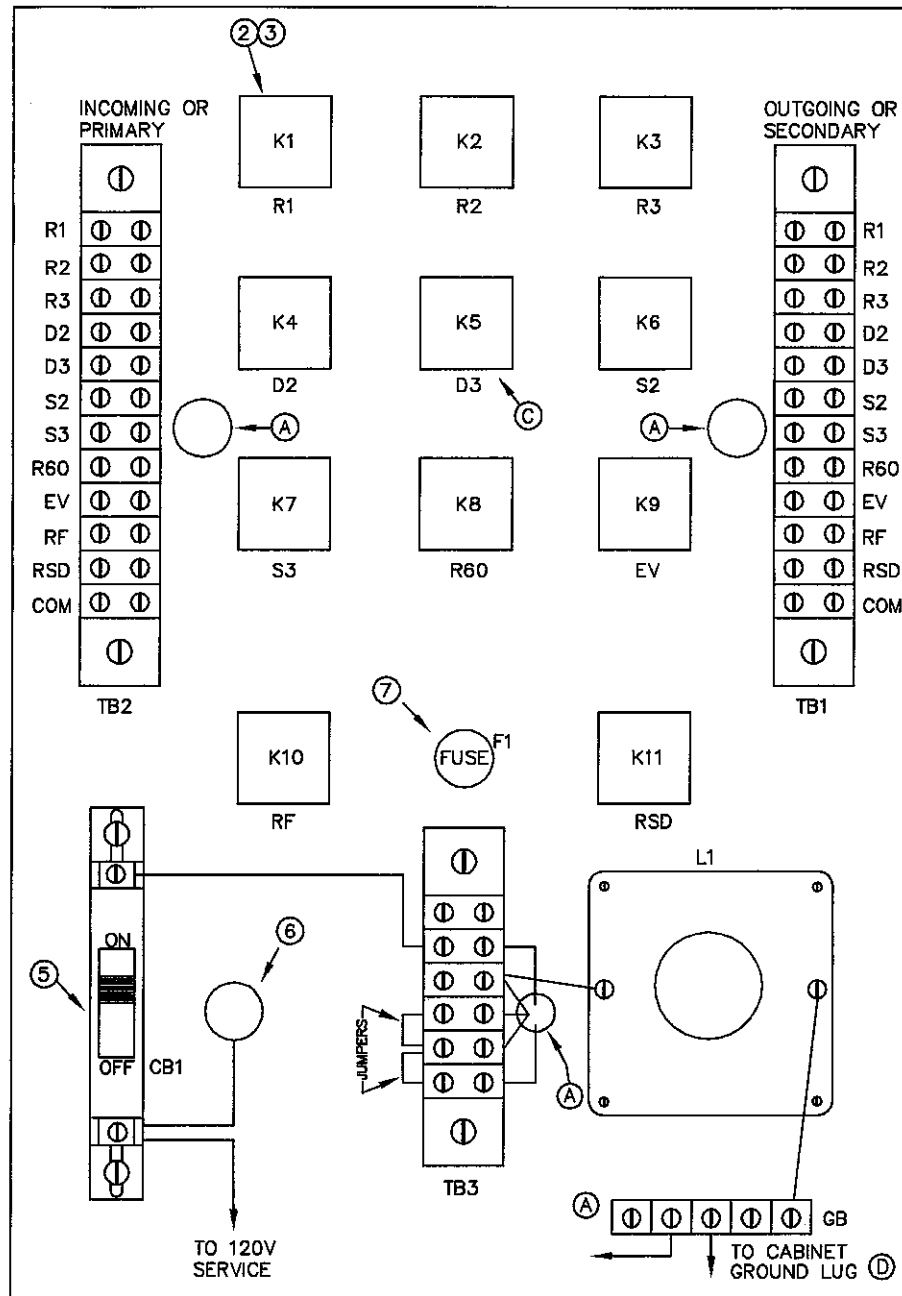 2 3
INCOMING OR
PRIMARY
OUTGOING OR
SECONDARY
K1
K2
K3
R1
R2
R3
R1
R2
R3
D2
D3
S2
S3
R60
EV
RF
RSD
COM
TB2
R1
R2
R3
D2
D3
S2
S3
R60
EV
RF
RSD
COM
TB1
K4
K5
K6
D2
D3
S2
C
A
A
K7
K8
K9
S3
R60
EV
7
K10
FUSE
F1
K11
RF
RSD
L1
5
ON
OFF
CB1
6
JUMPERS
A
TB3
TO 120V
SERVICE
A
GB
TO CABINET
GROUND LUG D